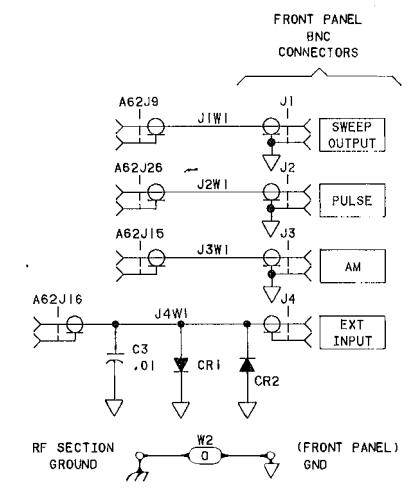 FRONT PANEL
BNC
CONNECTORS
A62J9
J1W1
J1
SWEEP
OUTPUT
A62J26
J2W1
J2
PULSE
A62J15
J3W1
J3
AM
A62J16
J4W1
J4
EXT
INPUT
C3
.01
CR1
CR2
RF SECTION
GROUND
W2
0
(FRONT PANEL)
GND